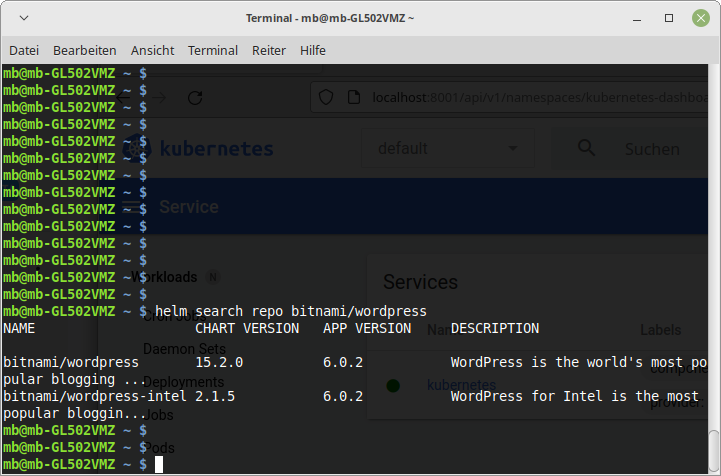 Terminal - mb@mb-GL502VMZ ~
Datei Bearbeiten Ansicht Terminal Reiter Hilfe
mb@mb-GL502VMZ ~ $
mb@mb-GL502VMZ ~ $
localhost:8001/api/v1/namespaces/kubernetes-dashboa
mb@mb-GL502VMZ ~ $
mb@mb-GL502VMZ ~ $
mb@mb-GL502VMZ ~ $
kubernetes default Suchen
mb@mb-GL502VMZ ~ $
mb@mb-GL502VMZ ~ $
mb@mb-GL502VMZ ~ $
mb@mb-GL502VMZ ~ $
Service
mb@mb-GL502VMZ ~ $
mb@mb-GL502VMZ ~ $
mb@mb-GL502VMZ ~ $
mb@mb-GL502VMZ ~ $
Workloads N
Services
mb@mb-GL502VMZ ~ $
mb@mb-GL502VMZ ~ $ helm search repo bitnami/wordpress
Cron Jobs
NAME CHART VERSION APP VERSION DESCRIPTION
Labels
Daemon Sets
bitnami/wordpress 15.2.0 6.0.2 WordPress is the world's most po
pular blogging ...
Deployments
kubernetes
bitnami/wordpress-intel 2.1.5 6.0.2 WordPress for Intel is the most
popular bloggin...
Jobs
provider:
mb@mb-GL502VMZ ~ $
mb@mb-GL502VMZ ~ $
Pods
mb@mb-GL502VMZ ~ $